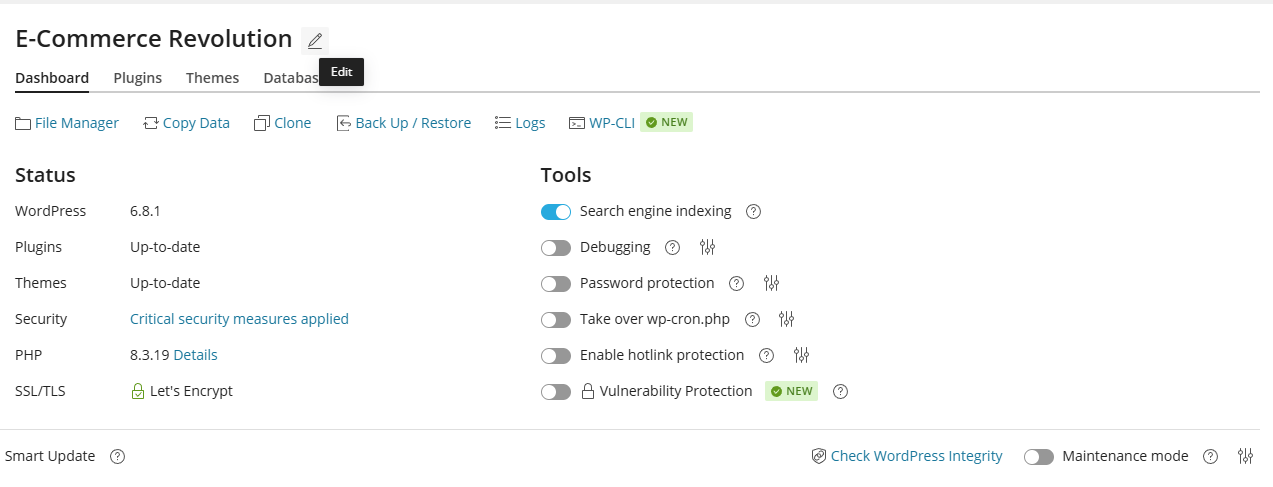 E-Commerce Revolution
Edit
Dashboard Plugins Themes Databas
File Manager Copy Data Clone Back Up / Restore Logs WP-CLI NEW
Status Tools
WordPress 6.8.1 Search engine indexing ?
Plugins Up-to-date Debugging ?
Themes Up-to-date Password protection ?
Security Critical security measures applied Take over wp-cron.php ?
PHP 8.3.19 Details Enable hotlink protection ?
SSL/TLS Let's Encrypt Vulnerability Protection NEW ?
Smart Update ? Check WordPress Integrity Maintenance mode ?